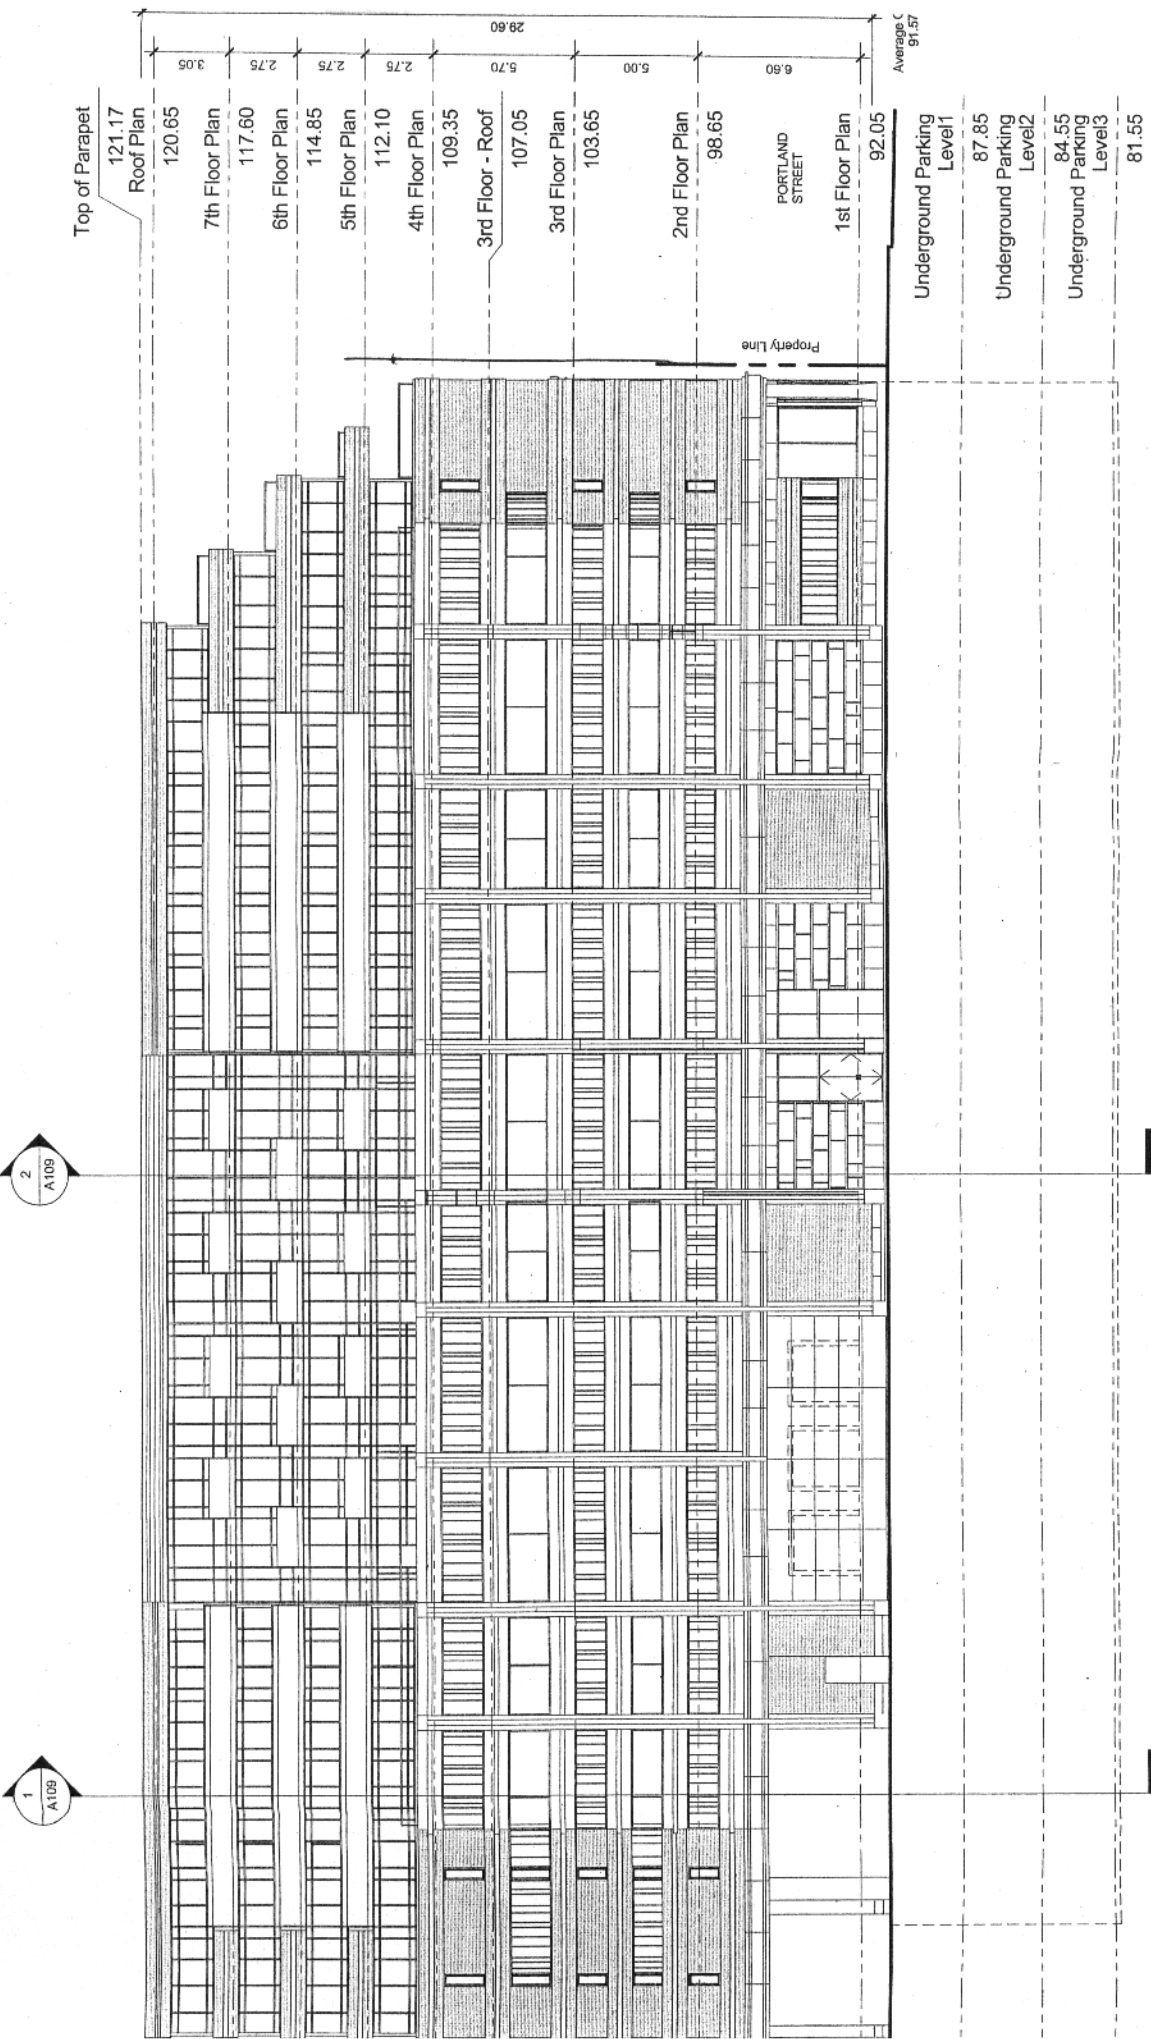 Top of Parapet
121.17
Roof Plan
120.65
7th Floor Plan
117.60
6th Floor Plan
114.85
5th Floor Plan
112.10
4th Floor Plan
109.35
3rd Floor - Roof
107.05
3rd Floor Plan
103.65
2nd Floor Plan
98.65
PORTLAND
STREET
1st Floor Plan
92.05
Underground Parking
Level1
87.85
Underground Parking
Level2
84.55
Underground Parking
Level3
81.55
29.60
3.05
2.75
2.75
2.75
5.70
5.00
6.60
Average
91.57
Property Line
2
A109
1
A109